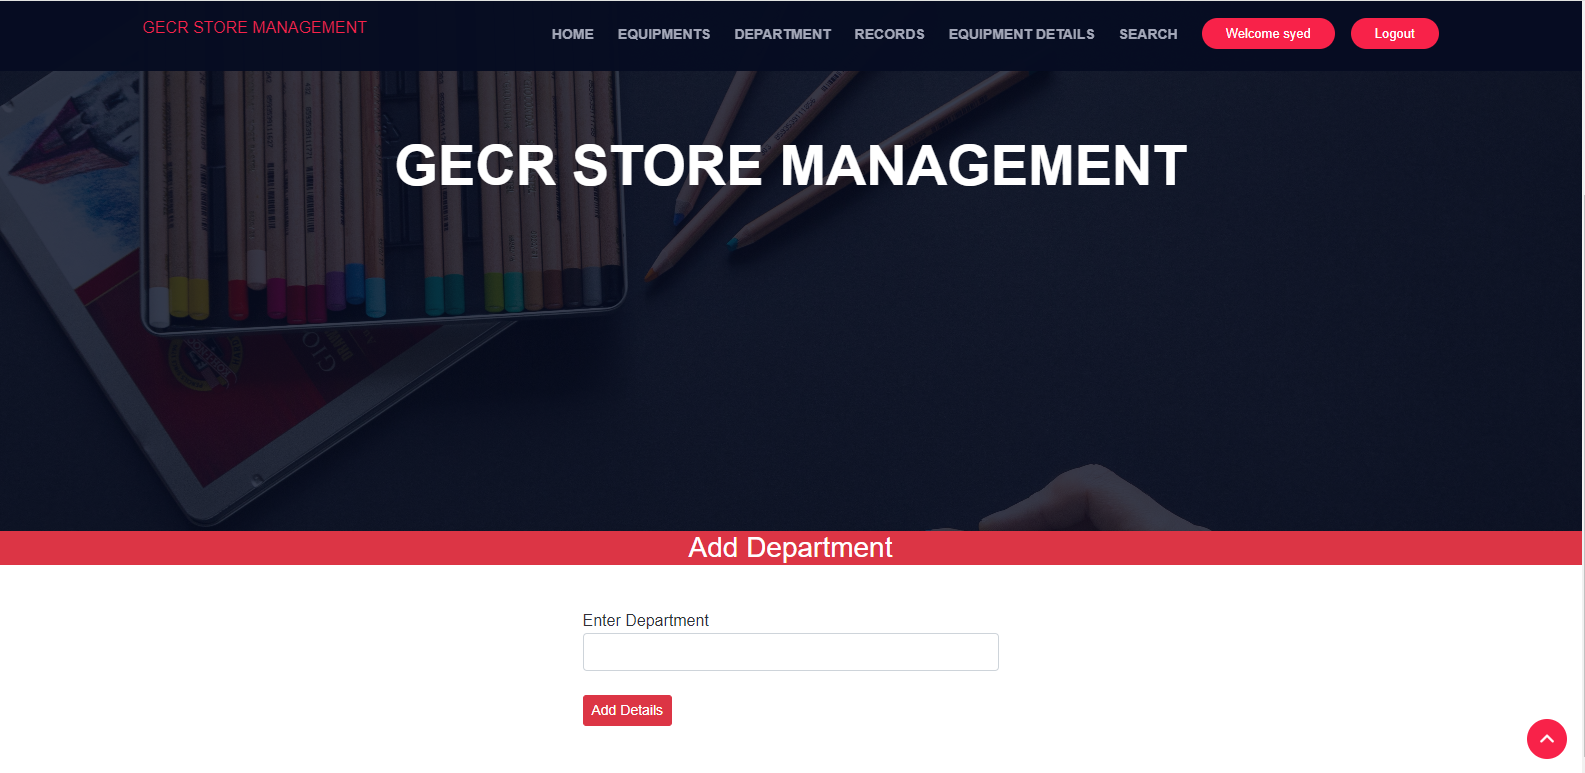 GECR STORE MANAGEMENT
HOME EQUIPMENTS DEPARTMENT RECORDS EQUIPMENT DETAILS SEARCH Welcome syed Logout
GECR STORE MANAGEMENT
Add Department
Enter Department
Add Details